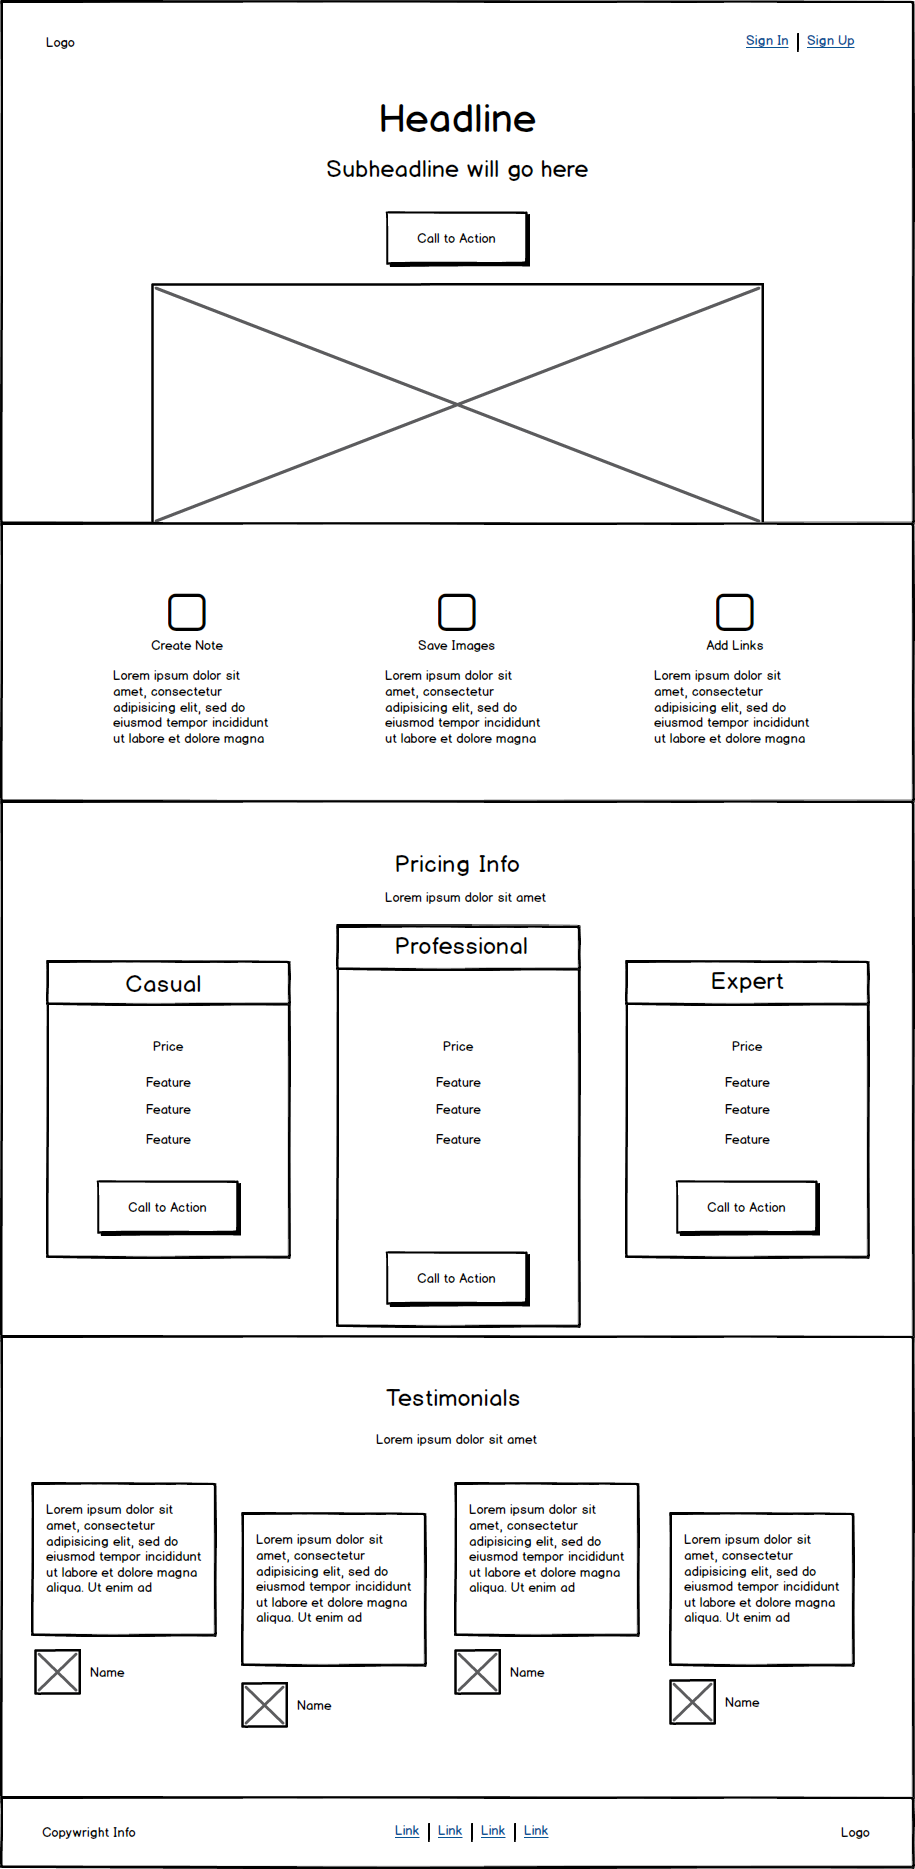 Logo
Sign In
Sign Up
Headline
Subheadline will go here
Call to Action
Create Note
Lorem ipsum dolor sit
amet, consectetur
adipisicing elit, sed do
eiusmod tempor incididunt
ut labore et dolore magna
Save Images
Lorem ipsum dolor sit
amet, consectetur
adipisicing elit, sed do
eiusmod tempor incididunt
ut labore et dolore magna
Add Links
Lorem ipsum dolor sit
amet, consectetur
adipisicing elit, sed do
eiusmod tempor incididunt
ut labore et dolore magna
Pricing Info
Lorem ipsum dolor sit amet
Casual
Price
Feature
Feature
Feature
Call to Action
Professional
Price
Feature
Feature
Feature
Call to Action
Expert
Price
Feature
Feature
Feature
Call to Action
Testimonials
Lorem ipsum dolor sit amet
Lorem ipsum dolor sit
amet, consectetur
adipisicing elit, sed do
eiusmod tempor incididunt
ut labore et dolore magna
aliqua. Ut enim ad
Name
Lorem ipsum dolor sit
amet, consectetur
adipisicing elit, sed do
eiusmod tempor incididunt
ut labore et dolore magna
aliqua. Ut enim ad
Name
Lorem ipsum dolor sit
amet, consectetur
adipisicing elit, sed do
eiusmod tempor incididunt
ut labore et dolore magna
aliqua. Ut enim ad
Name
Lorem ipsum dolor sit
amet, consectetur
adipisicing elit, sed do
eiusmod tempor incididunt
ut labore et dolore magna
aliqua. Ut enim ad
Name
Copywright Info
Link
Link
Link
Link
Logo